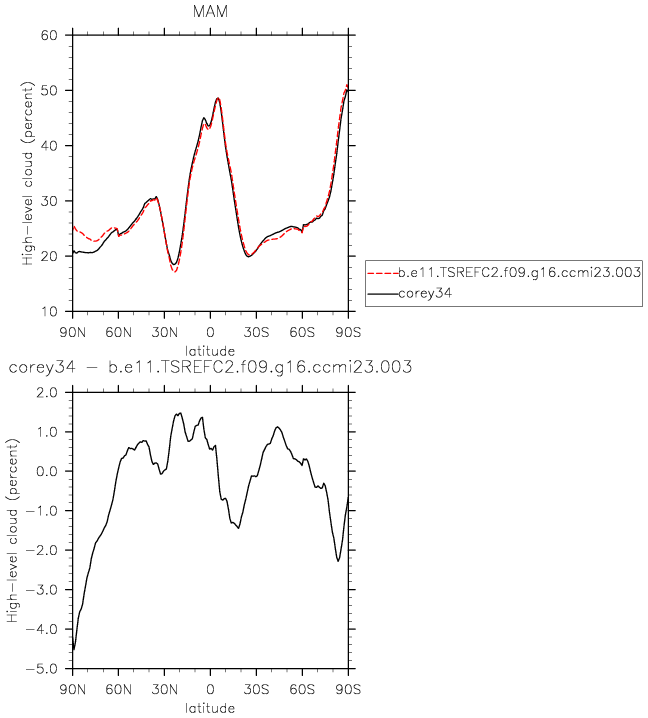 MAM
High-level cloud (percent)
60
50
40
30
20
10
90N 60N 30N 0 30S 60S 90S
latitude
b.e11.TSREFC2.f09.g16.ccmi23.003
corey34
corey34 - b.e11.TSREFC2.f09.g16.ccmi23.003
High-level cloud (percent)
2.0
1.0
0.0
-1.0
-2.0
-3.0
-4.0
-5.0
90N 60N 30N 0 30S 60S 90S
latitude